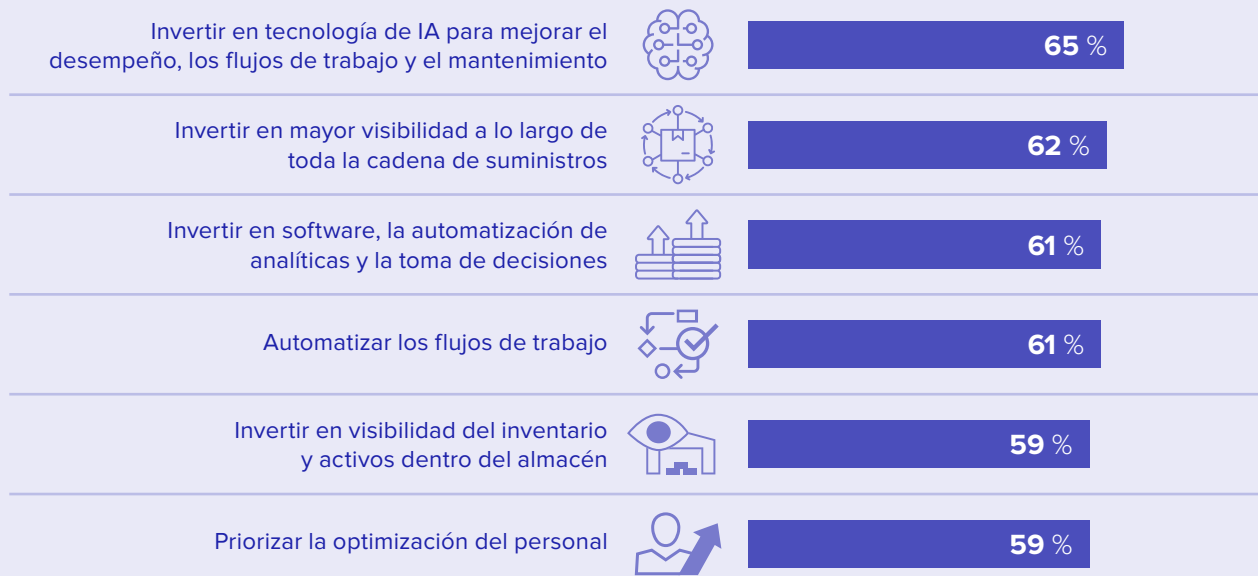 Invertir en tecnología de IA para mejorar el
desempeño, los flujos de trabajo y el mantenimiento
65 %
Invertir en mayor visibilidad a lo largo de
toda la cadena de suministros
62 %
Invertir en software, la automatización de
analíticas y la toma de decisiones
61 %
Automatizar los flujos de trabajo
61 %
Invertir en visibilidad del inventario
y activos dentro del almacén
59 %
Priorizar la optimización del personal
59 %